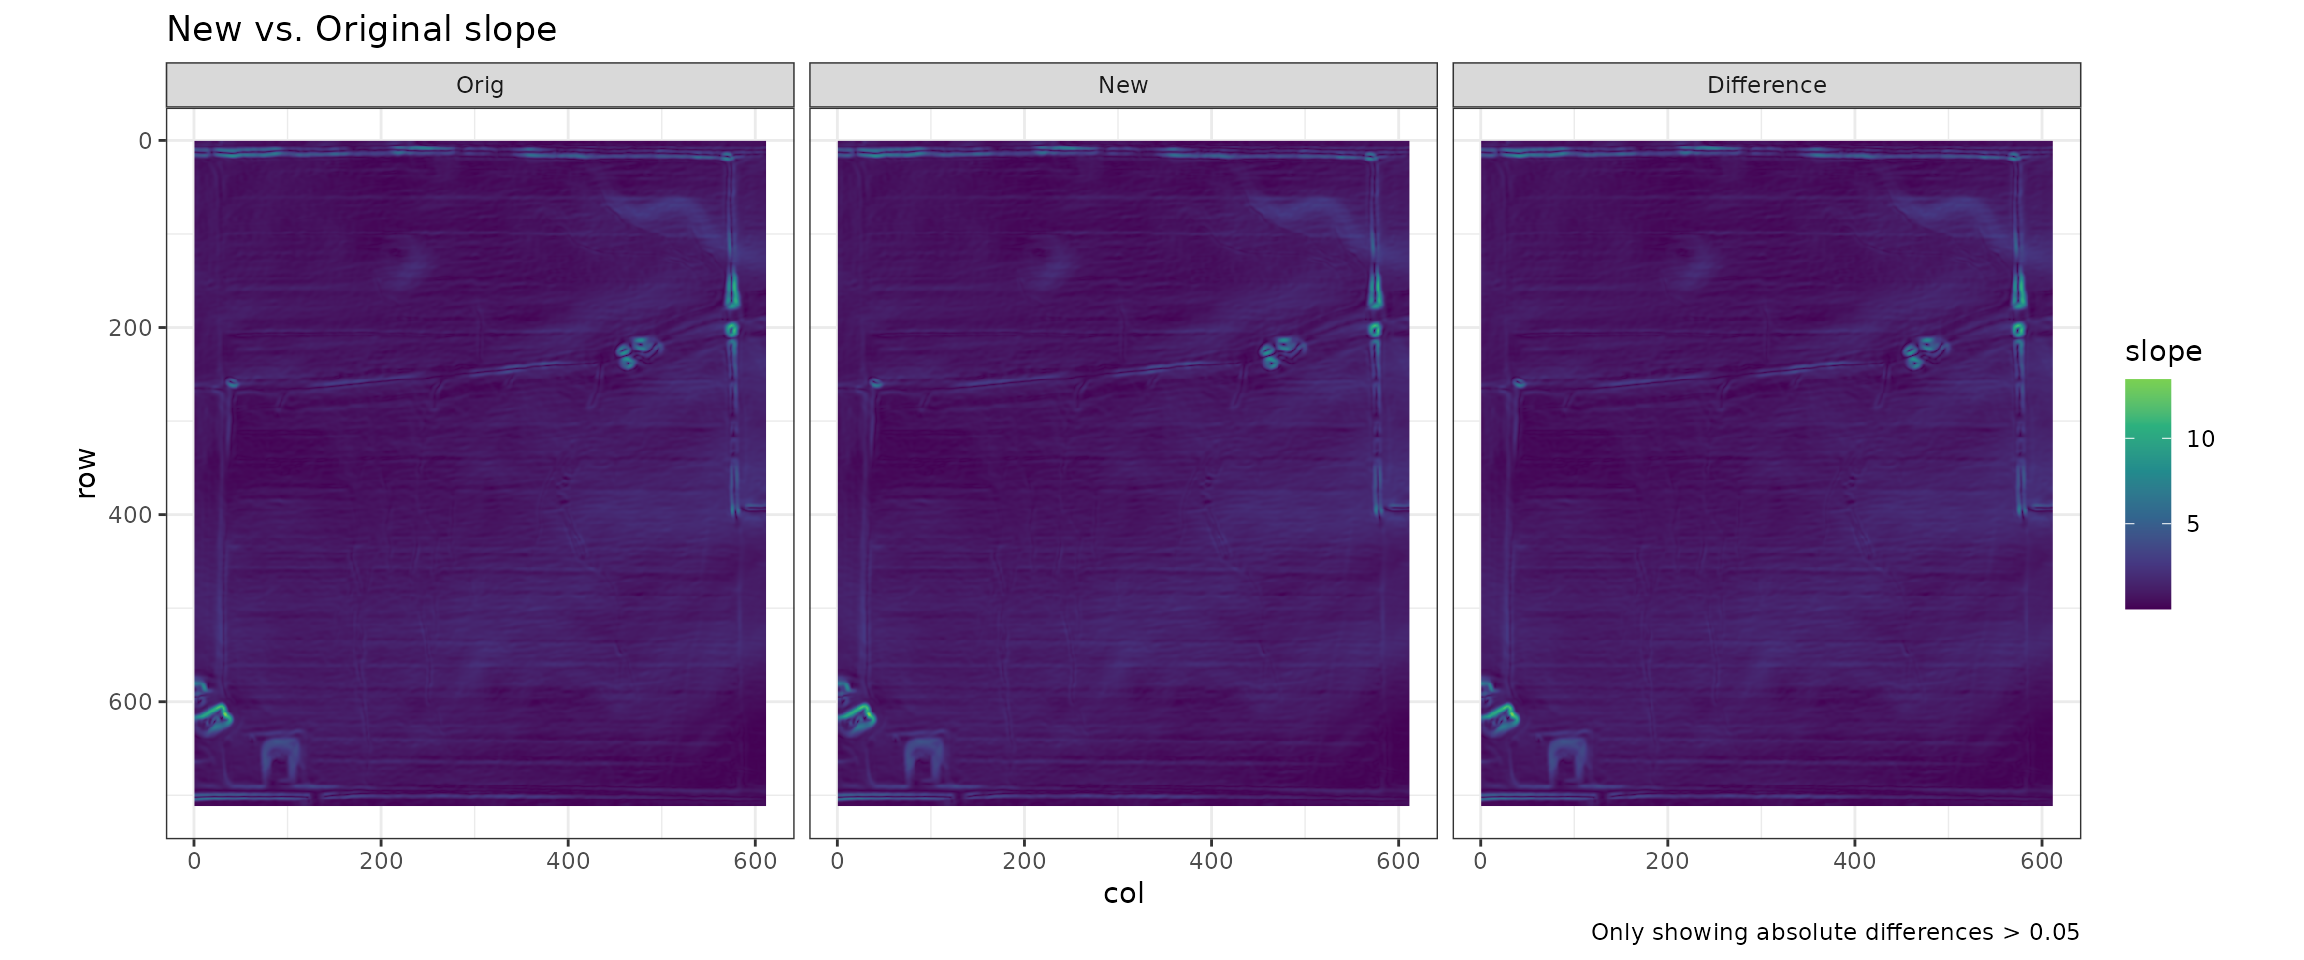 New vs. Original slope
Orig New Difference
0
200
400
600
row
0 200 400 600 0 200 400 600 0 200 400 600
col
slope
10
5
Only showing absolute differences > 0.05